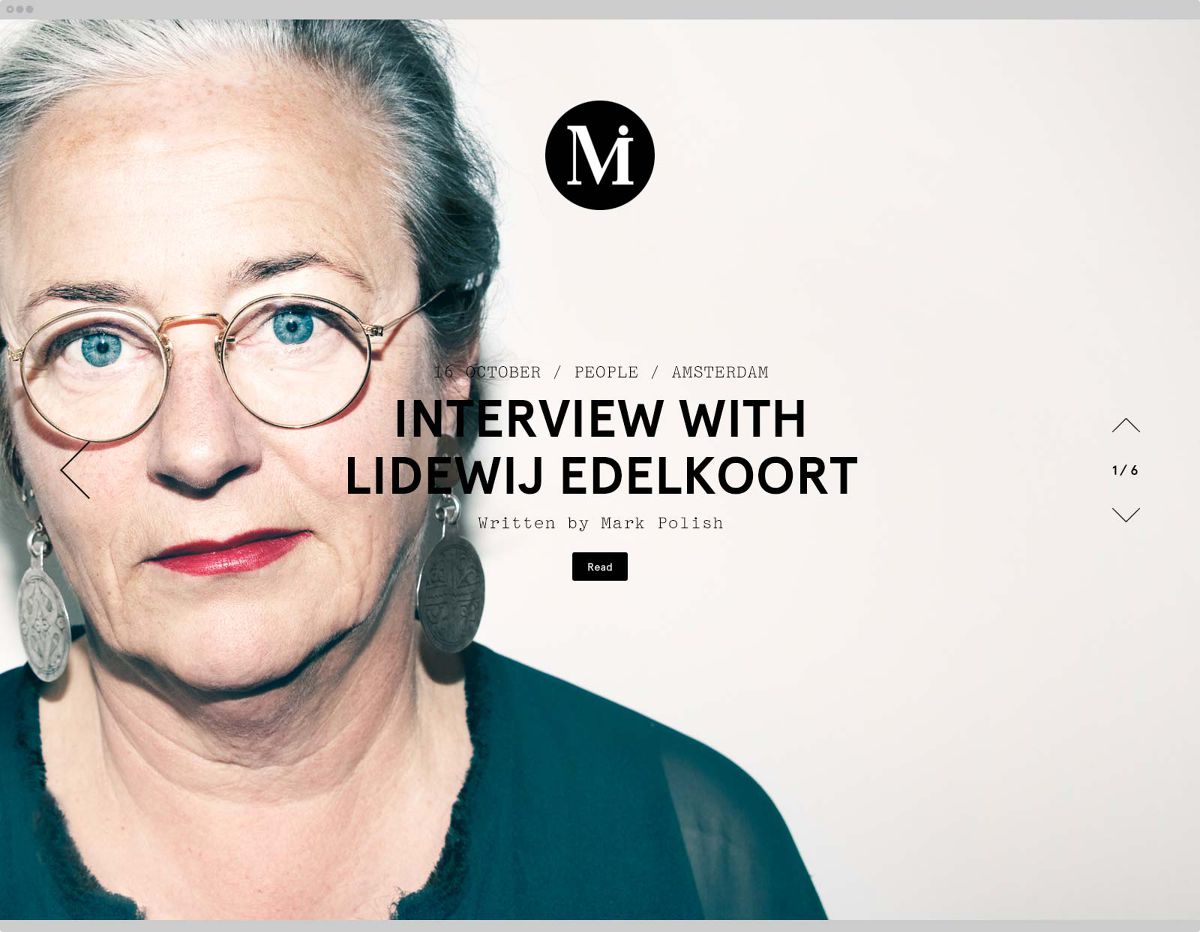 Mi
16 OCTOBER / PEOPLE / AMSTERDAM
INTERVIEW WITH
LIDEWIJ EDELKOORT
1/6
Written by Mark Polish
Read